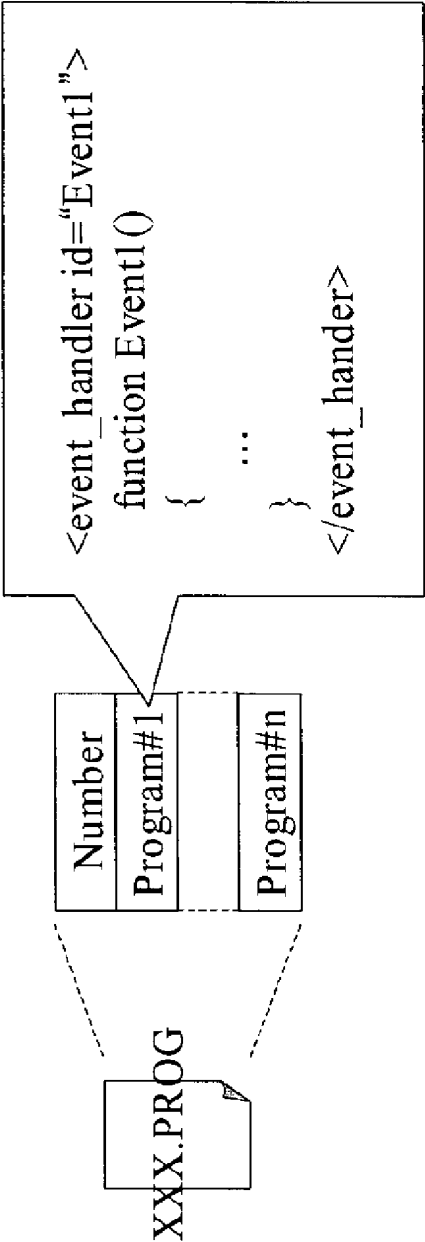 XXX.PROG
Number
Program#1
Program#n
<event_handler id=“Event1”>
function Event1()
{
...
}
</event_hander>